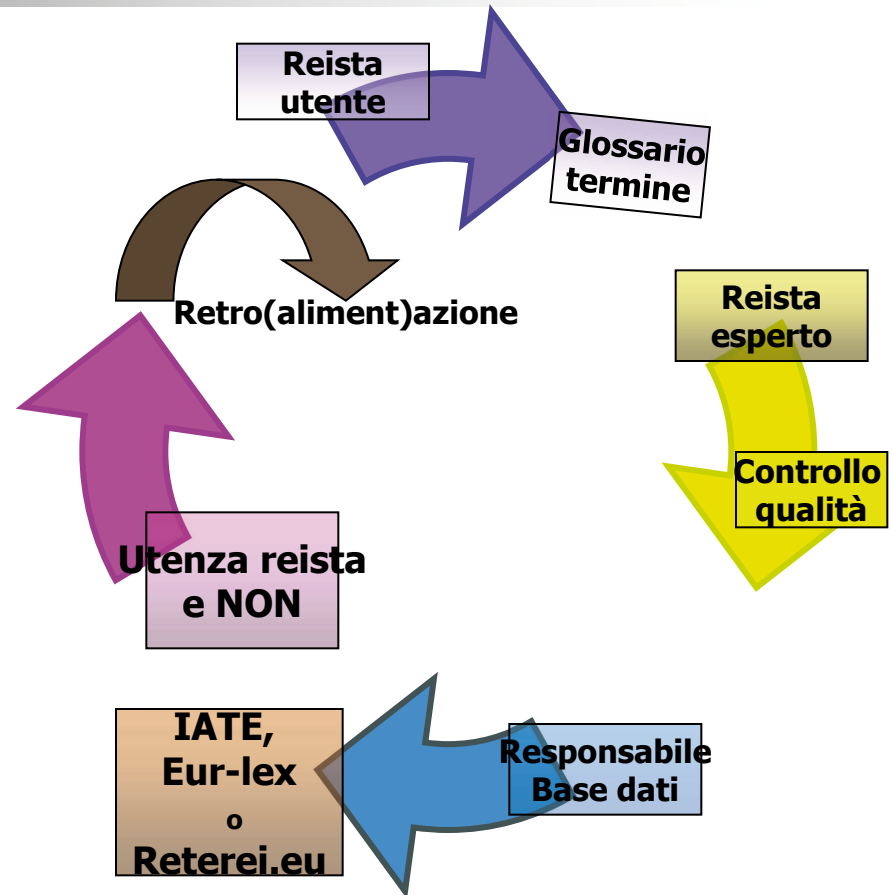 Reista
utente
Glossario
termine
Retro(aliment)azione
Reista
esperto
Controllo
qualità
Utenza reista
e NON
IATE,
Eur-lex
o
Reterei.eu
Responsabile
Base dati